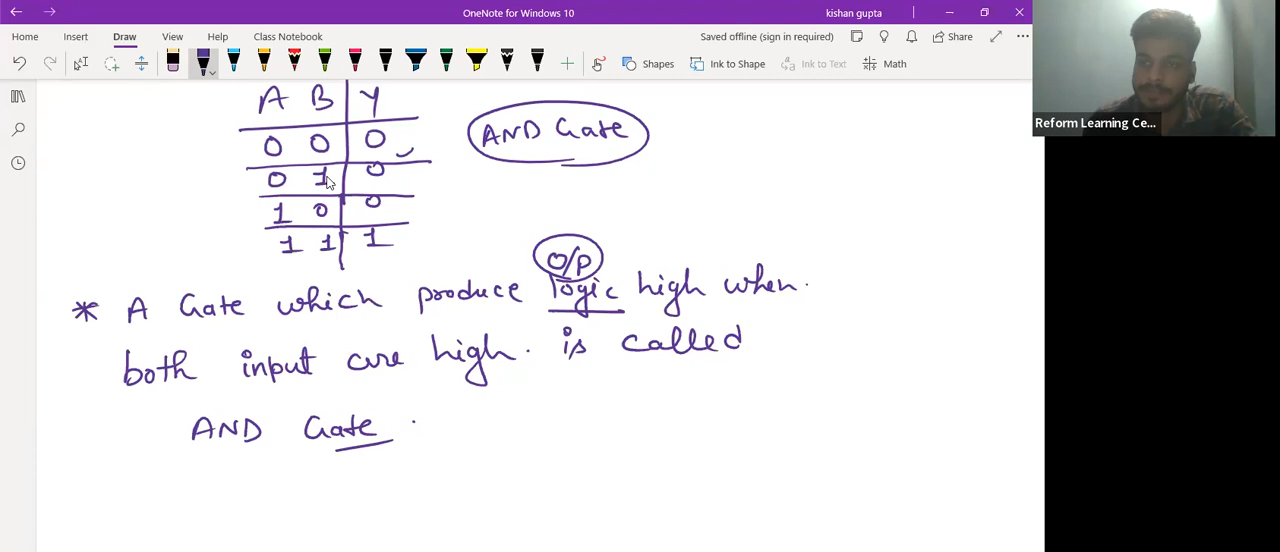 OneNote for Windows 10
kishan gupta
Home Insert Draw View Help Class Notebook
Saved offline (sign in required)
Share
Shapes
Ink to Shape
Ink to Text
Math
Reform Learning Ce...
A B Y
0 0 0
0 1 0
1 0 0
1 1 1
AND Gate
O/P
* A Gate which produce logic high when.
both input are high. is called
AND Gate.